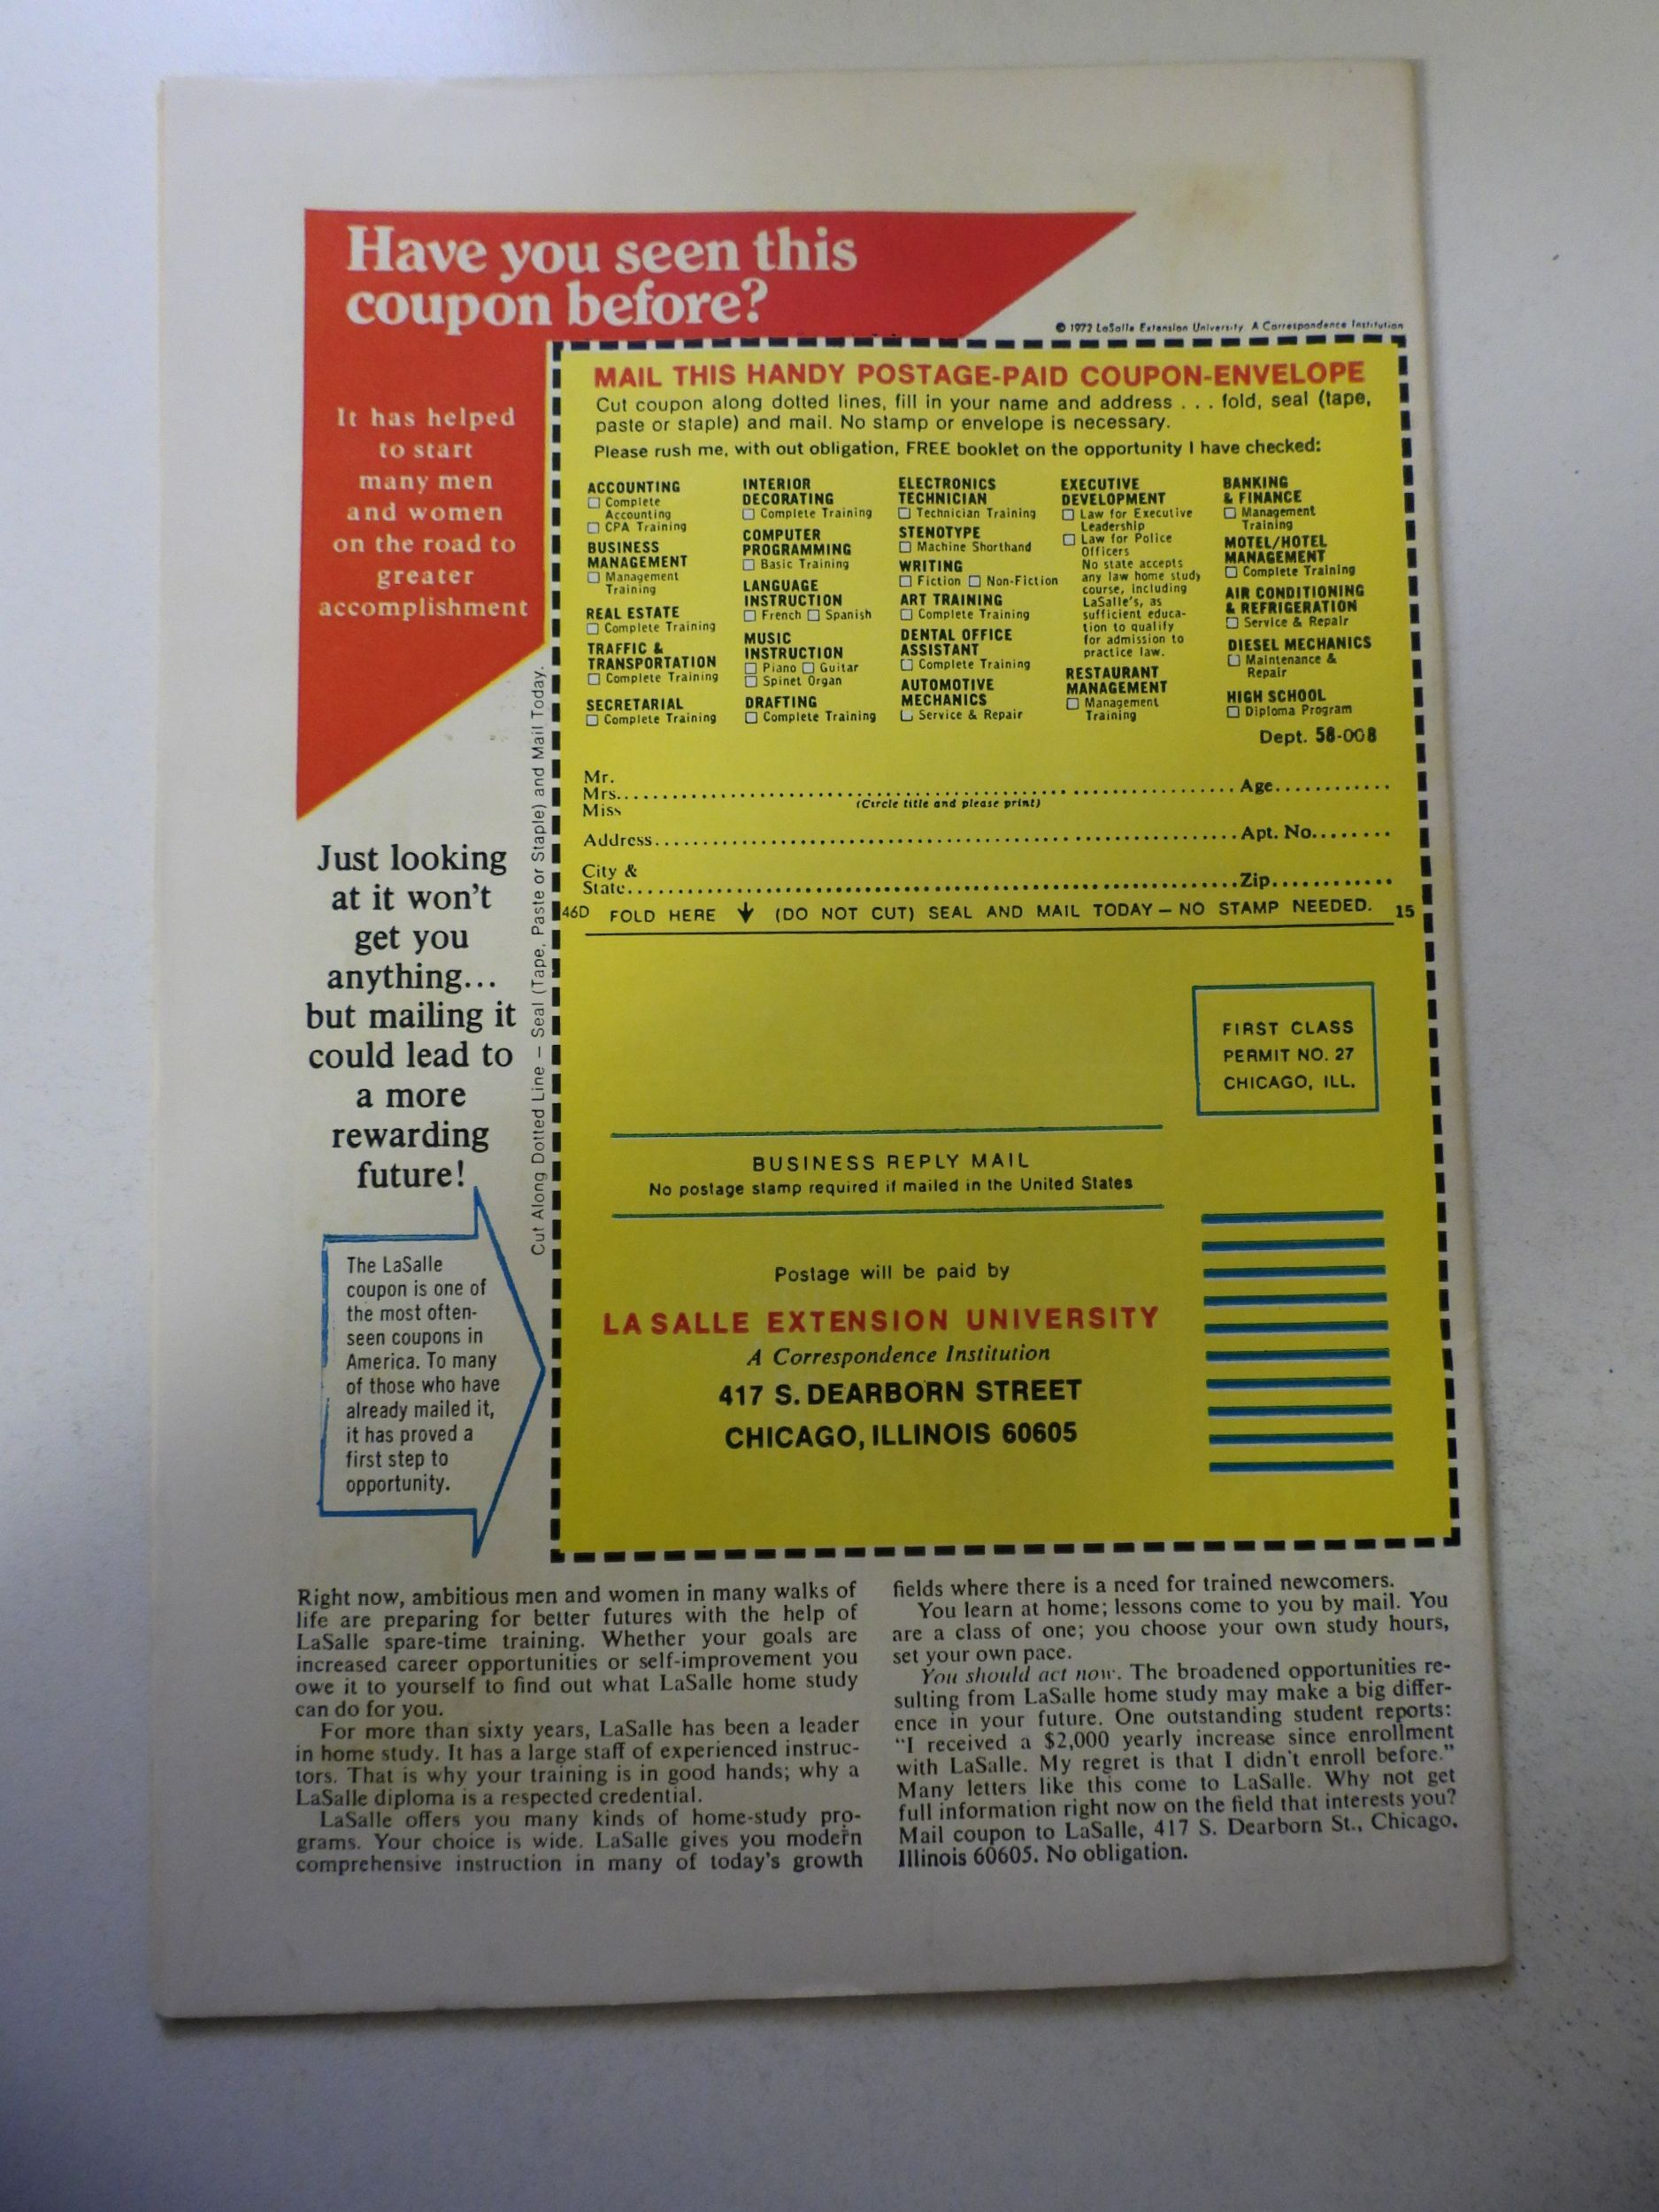 Have you seen this
coupon before?
© 1972 LaSalle Extension University A Correspondence Institution
It has helped
to start
many men
and women
on the road to
greater
accomplishment
Just looking
at it won't
get you
anything...
but mailing it
could lead to
a more
rewarding
future!
The LaSalle
coupon is one of
the most often-
seen coupons in
America. To many
of those who have
already mailed it,
it has proved a
first step to
opportunity.
Cut Along Dotted Line – Seal (Tape, Paste or Staple) and Mail Today.
MAIL THIS HANDY POSTAGE-PAID COUPON-ENVELOPE
Cut coupon along dotted lines, fill in your name and address . . . fold, seal (tape,
paste or staple) and mail. No stamp or envelope is necessary.
Please rush me, with out obligation, FREE booklet on the opportunity I have checked:
ACCOUNTING
Complete
Accounting
CPA Training
BUSINESS
MANAGEMENT
Management
Training
REAL ESTATE
Complete Training
TRAFFIC &
TRANSPORTATION
Complete Training
SECRETARIAL
Complete Training
INTERIOR
DECORATING
Complete Training
COMPUTER
PROGRAMMING
Basic Training
LANGUAGE
INSTRUCTION
French Spanish
MUSIC
INSTRUCTION
Piano Guitar
Spinet Organ
DRAFTING
Complete Training
ELECTRONICS
TECHNICIAN
Technician Training
STENOTYPE
Machine Shorthand
WRITING
Fiction Non-Fiction
ART TRAINING
Complete Training
DENTAL OFFICE
ASSISTANT
Complete Training
AUTOMOTIVE
MECHANICS
Service & Repair
EXECUTIVE
DEVELOPMENT
Law for Executive
Leadership
Law for Police
Officers
No state accepts
any law home study
course, including
LaSalle's, as
sufficient educa-
tion to qualify
for admission to
practice law.
RESTAURANT
MANAGEMENT
Management
Training
BANKING
& FINANCE
Management
Training
MOTEL/HOTEL
MANAGEMENT
Complete Training
AIR CONDITIONING
& REFRIGERATION
Service & Repair
DIESEL MECHANICS
Maintenance &
Repair
HIGH SCHOOL
Diploma Program
Dept. 58-008
Mr.
Mrs. Age
Miss (Circle title and please print)
Address Apt. No.
City &
State Zip
46D FOLD HERE ↓ (DO NOT CUT) SEAL AND MAIL TODAY – NO STAMP NEEDED. 15
FIRST CLASS
PERMIT NO. 27
CHICAGO, ILL.
BUSINESS REPLY MAIL
No postage stamp required if mailed in the United States
Postage will be paid by
LA SALLE EXTENSION UNIVERSITY
A Correspondence Institution
417 S. DEARBORN STREET
CHICAGO, ILLINOIS 60605
Right now, ambitious men and women in many walks of
life are preparing for better futures with the help of
LaSalle spare-time training. Whether your goals are
increased career opportunities or self-improvement you
owe it to yourself to find out what LaSalle home study
can do for you.
For more than sixty years, LaSalle has been a leader
in home study. It has a large staff of experienced instruc-
tors. That is why your training is in good hands; why a
LaSalle diploma is a respected credential.
LaSalle offers you many kinds of home-study pro-
grams. Your choice is wide. LaSalle gives you modern
comprehensive instruction in many of today's growth
fields where there is a need for trained newcomers.
You learn at home; lessons come to you by mail. You
are a class of one; you choose your own study hours,
set your own pace.
You should act now. The broadened opportunities re-
sulting from LaSalle home study may make a big differ-
ence in your future. One outstanding student reports:
"I received a $2,000 yearly increase since enrollment
with LaSalle. My regret is that I didn't enroll before."
Many letters like this come to LaSalle. Why not get
full information right now on the field that interests you?
Mail coupon to LaSalle, 417 S. Dearborn St., Chicago,
Illinois 60605. No obligation.